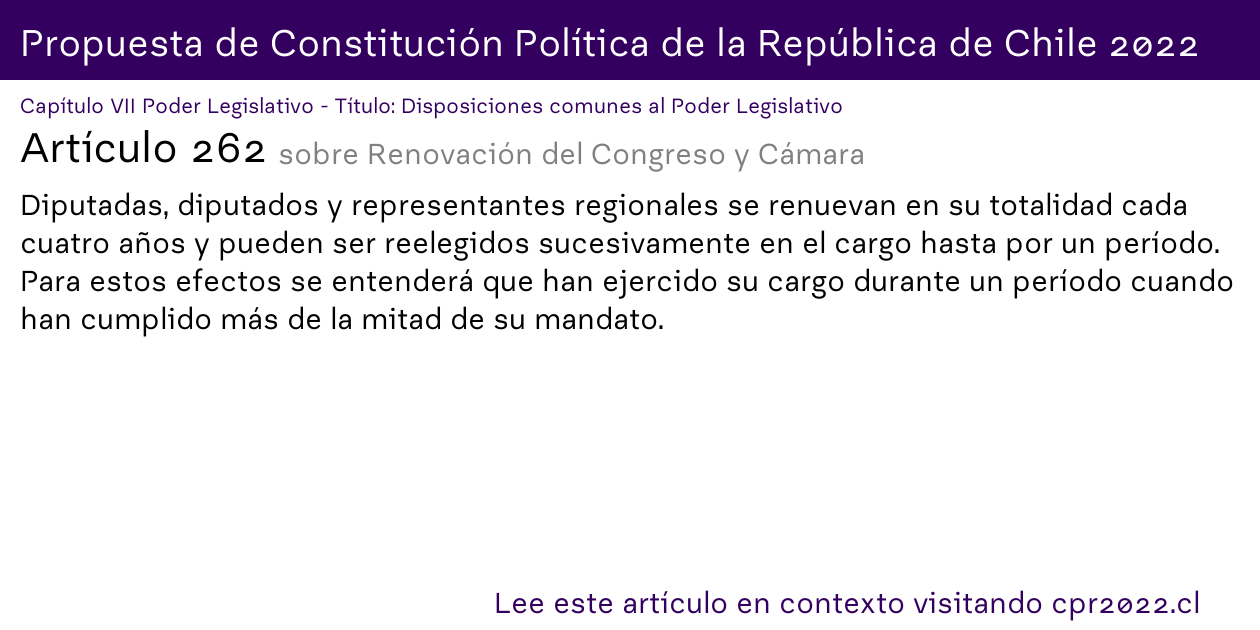 Propuesta de Constitución Política de la República de Chile 2022
Capítulo VII Poder Legislativo - Título: Disposiciones comunes al Poder Legislativo
Artículo 262 sobre Renovación del Congreso y Cámara
Diputadas, diputados y representantes regionales se renuevan en su totalidad cada
cuatro años y pueden ser reelegidos sucesivamente en el cargo hasta por un período.
Para estos efectos se entenderá que han ejercido su cargo durante un período cuando
han cumplido más de la mitad de su mandato.
Lee este artículo en contexto visitando cpr2022.cl